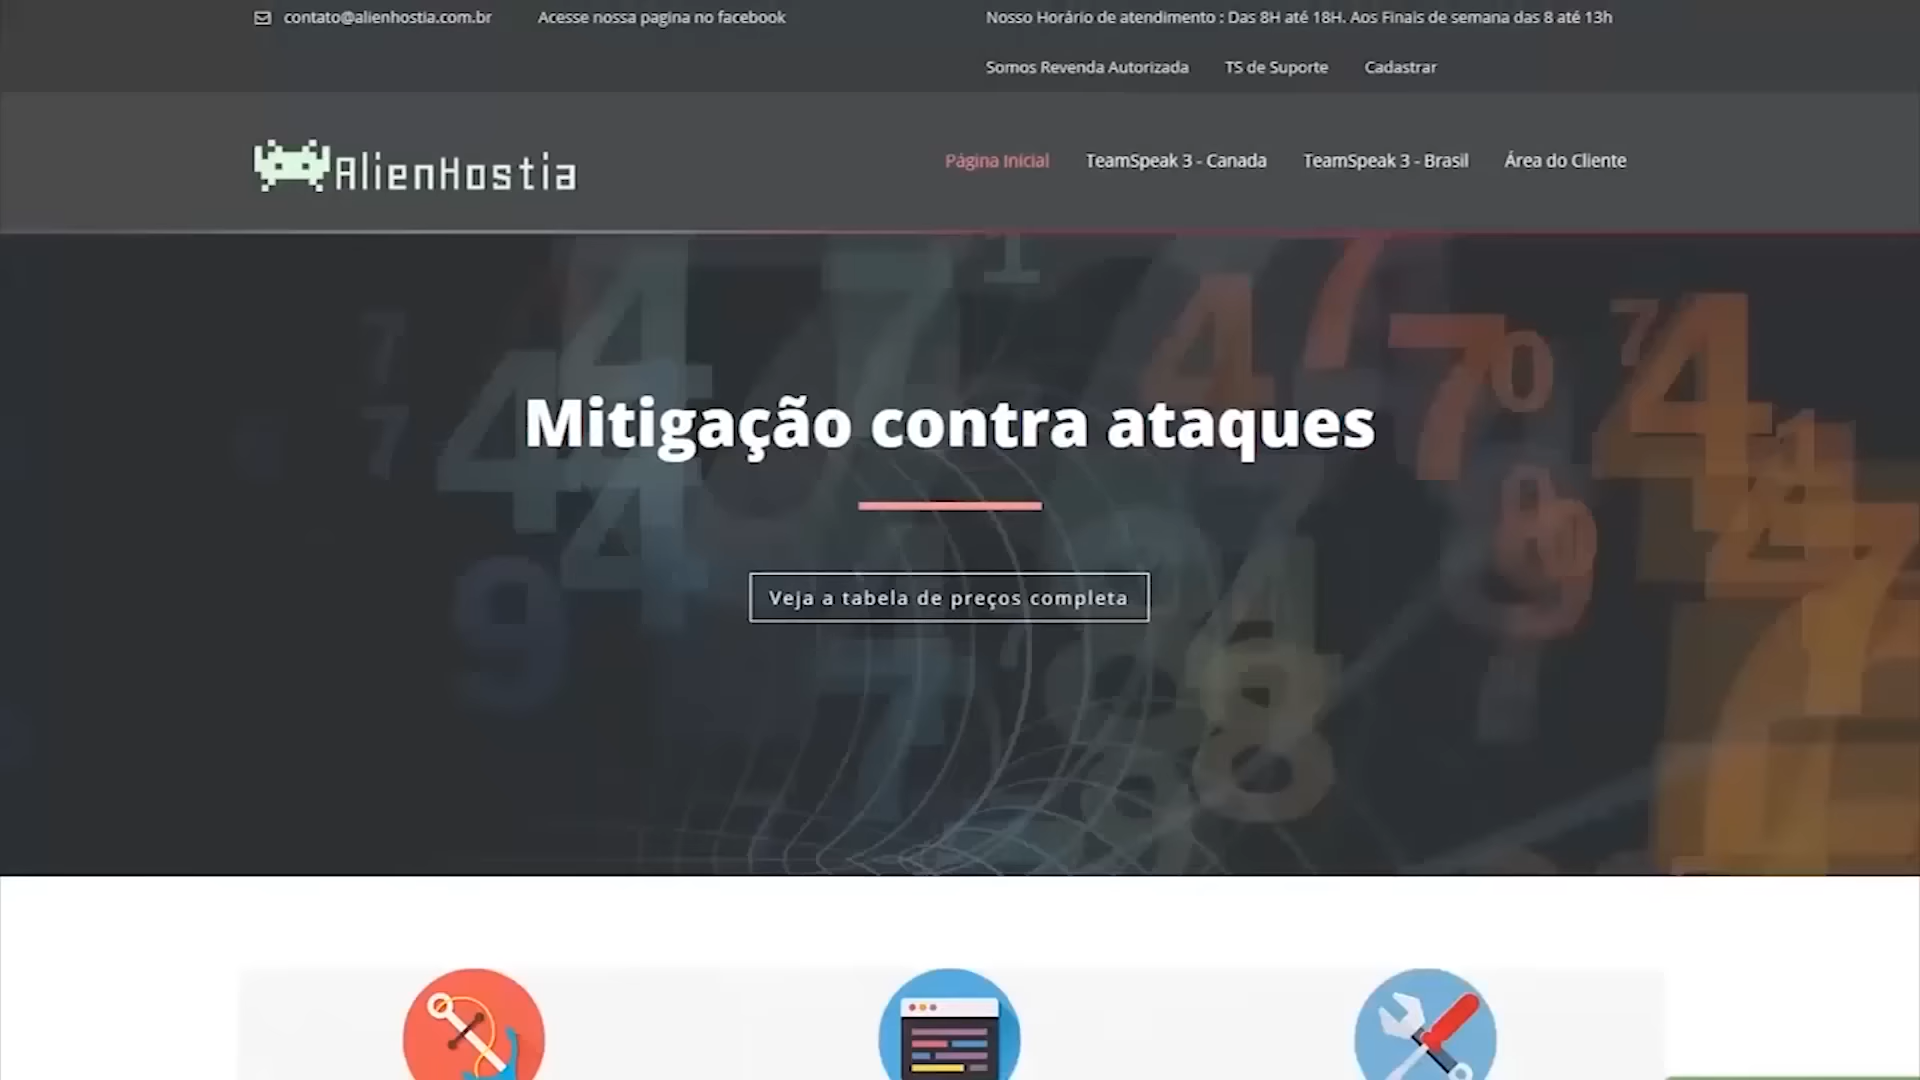 contato@alienhostia.com.br
Acesse nossa pagina no facebook
Nosso Horário de atendimento : Das 8H até 18H. Aos Finais de semana das 8 até 13h
Somos Revenda Autorizada
TS de Suporte
Cadastrar
AlienHostia
Página Inicial
TeamSpeak 3 - Canada
TeamSpeak 3 - Brasil
Área do Cliente
Mitigação contra ataques
Veja a tabela de preços completa